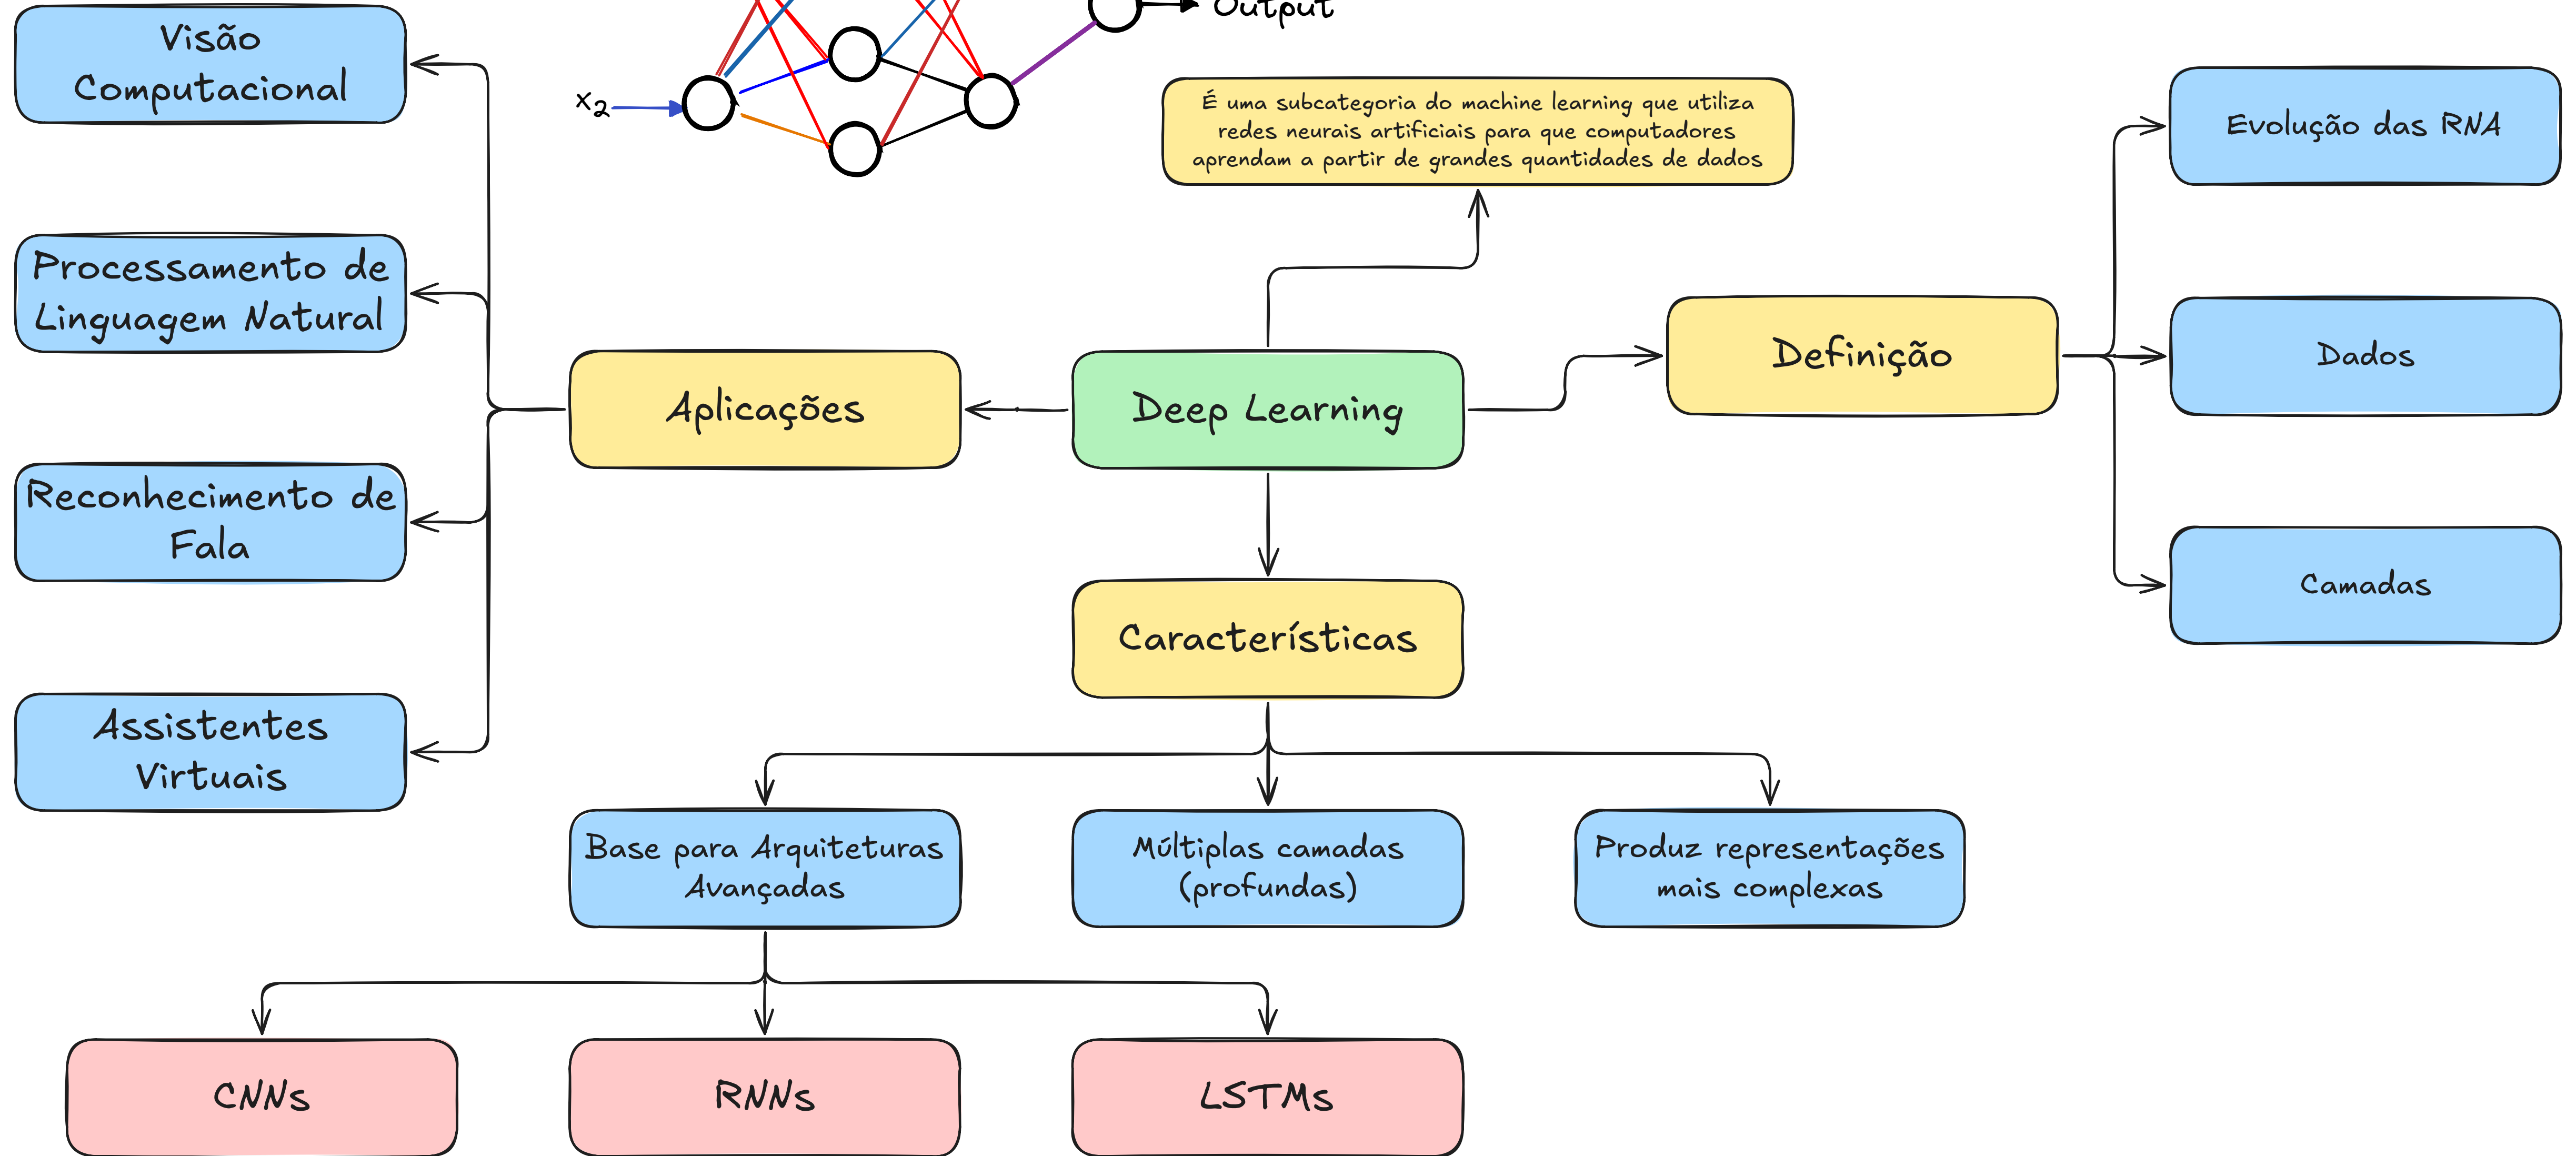 Output
Visão
Computacional
x2
É uma subcategoria do machine learning que utiliza
redes neurais artificiais para que computadores
aprendam a partir de grandes quantidades de dados
Evolução das RNA
Processamento de
Linguagem Natural
Definição
Dados
Aplicações
Deep Learning
Reconhecimento de
Fala
Camadas
Características
Assistentes
Virtuais
Base para Arquiteturas
Avançadas
Múltiplas camadas
(profundas)
Produz representações
mais complexas
CNNs
RNNs
LSTMs